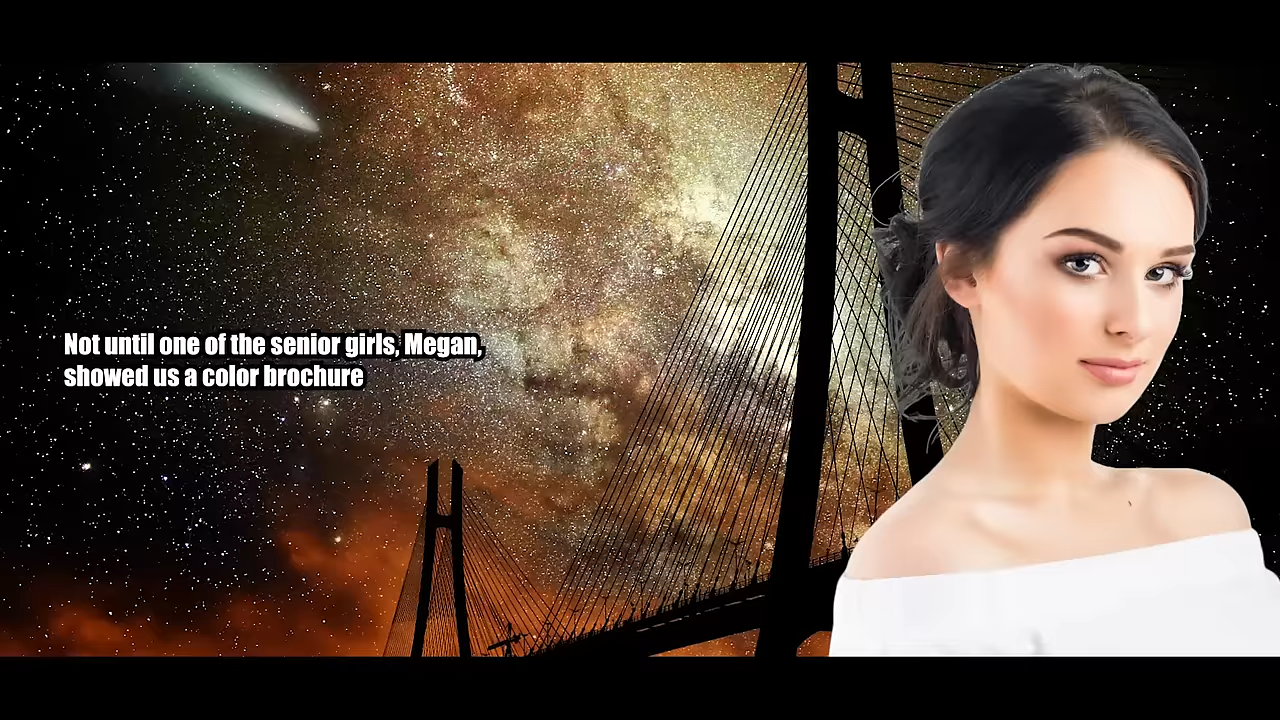 Not until one of the senior girls, Megan,
showed us a color brochure